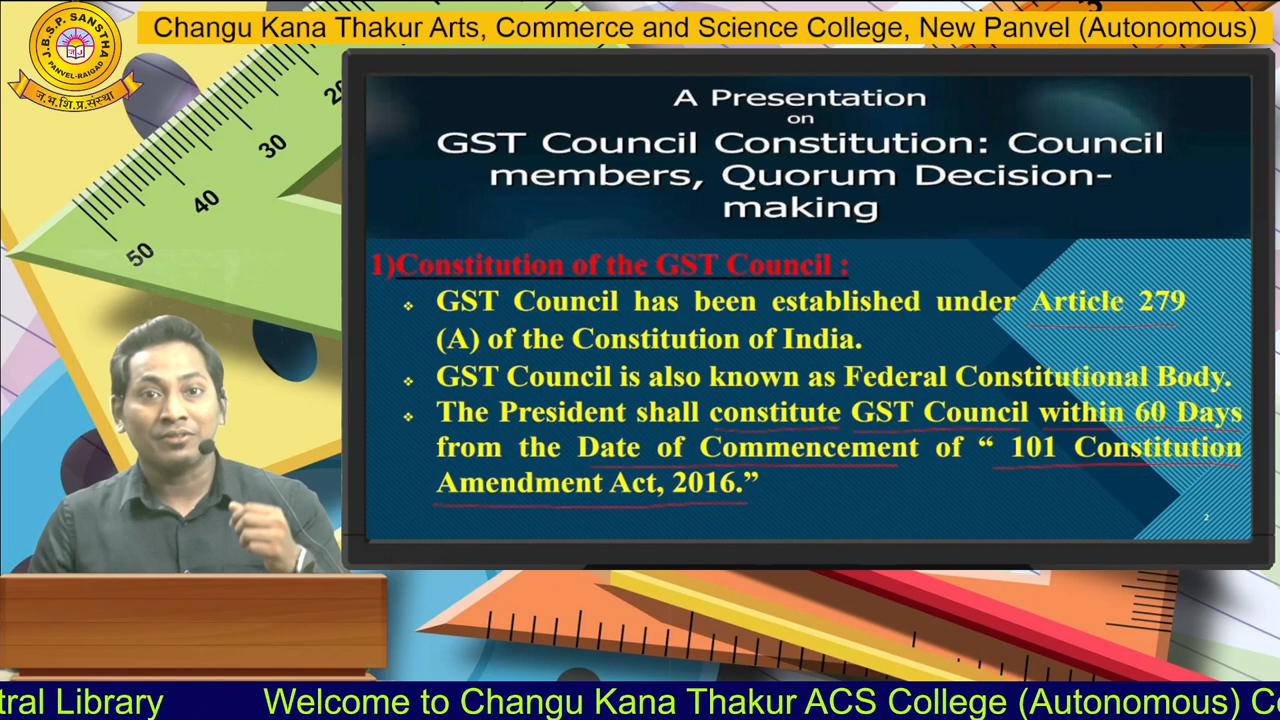 Changu Kana Thakur Arts, Commerce and Science College, New Panvel (Autonomous)
J.B.S.P. SANSTHA
PANVEL-RAIGAD
ज.भ.शि.प्र.संस्था
A Presentation
on
GST Council Constitution: Council
members, Quorum Decision-
making
1)Constitution of the GST Council :
❖ GST Council has been established under Article 279
(A) of the Constitution of India.
❖ GST Council is also known as Federal Constitutional Body.
❖ The President shall constitute GST Council within 60 Days
from the Date of Commencement of “ 101 Constitution
Amendment Act, 2016.”
2
30
40
50
tral Library Welcome to Changu Kana Thakur ACS College (Autonomous) C